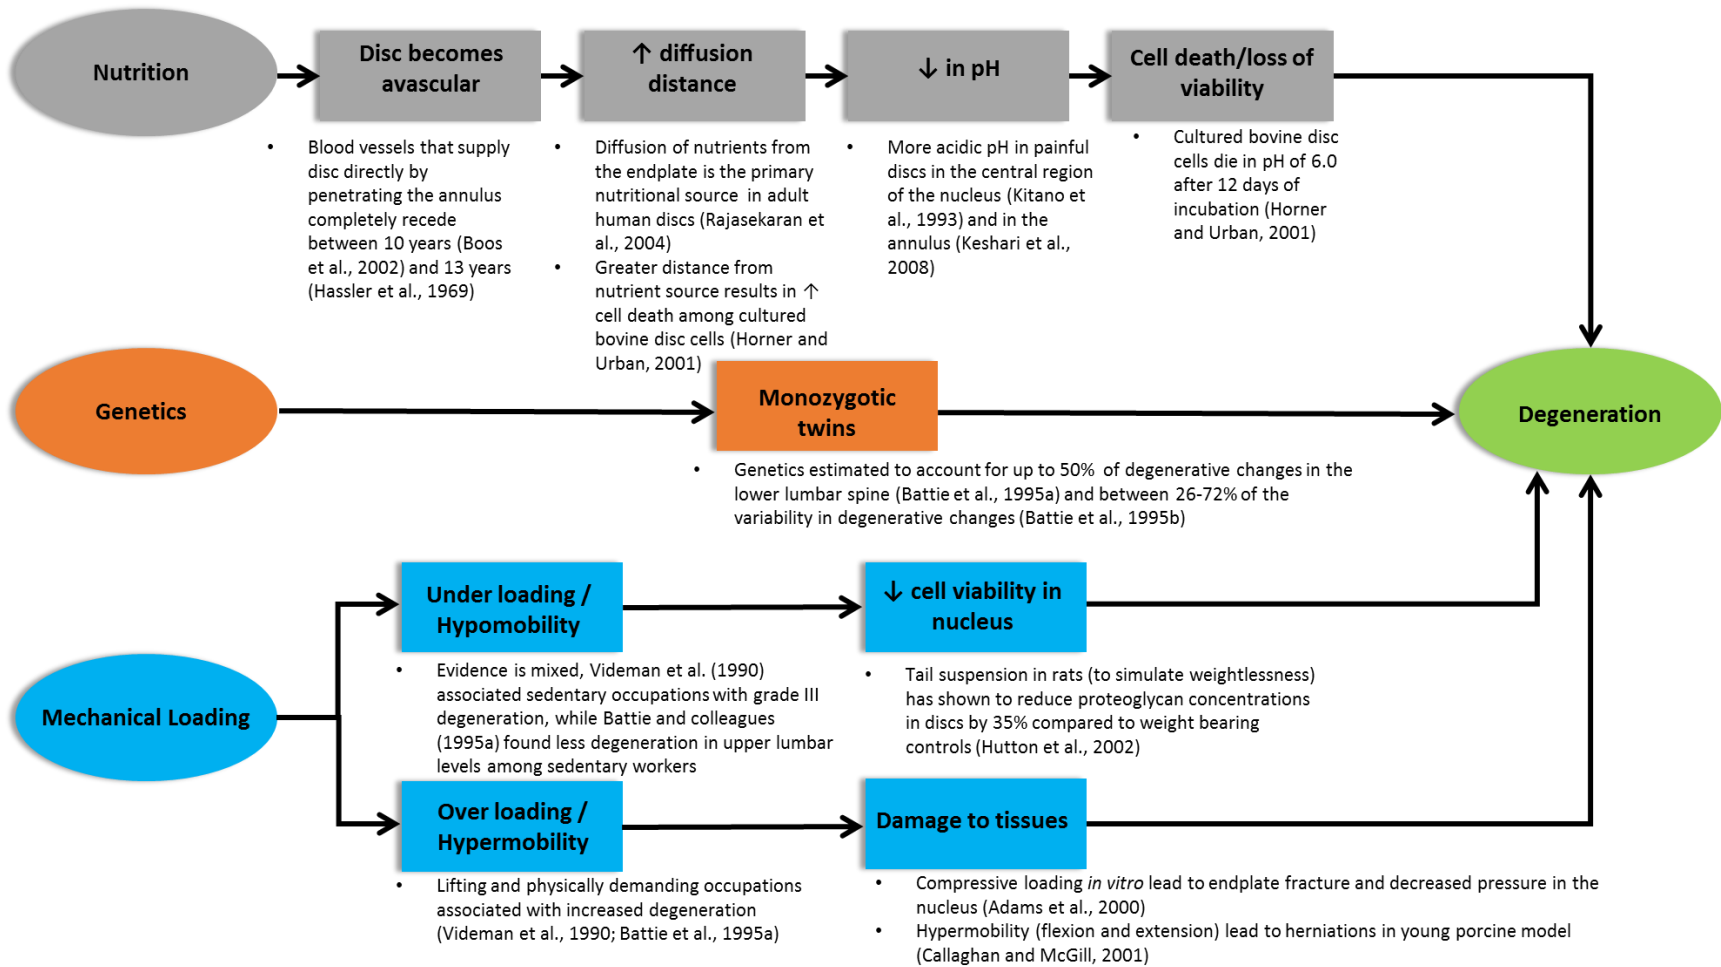 Nutrition
Disc becomes
avascular
↑ diffusion
distance
↓ in pH
Cell death/loss of
viability
• Blood vessels that supply
disc directly by
penetrating the annulus
completely recede
between 10 years (Boos
et al., 2002) and 13 years
(Hassler et al., 1969)
• Diffusion of nutrients from
the endplate is the primary
nutritional source in adult
human discs (Rajasekaran et
al., 2004)
• Greater distance from
nutrient source results in ↑
cell death among cultured
bovine disc cells (Horner and
Urban, 2001)
• More acidic pH in painful
discs in the central region
of the nucleus (Kitano et
al., 1993) and in the
annulus (Keshari et al.,
2008)
• Cultured bovine disc
cells die in pH of 6.0
after 12 days of
incubation (Horner
and Urban, 2001)
Genetics
Monozygotic
twins
Degeneration
• Genetics estimated to account for up to 50% of degenerative changes in the
lower lumbar spine (Battie et al., 1995a) and between 26-72% of the
variability in degenerative changes (Battie et al., 1995b)
Mechanical Loading
Under loading /
Hypomobility
↓ cell viability in
nucleus
• Evidence is mixed, Videman et al. (1990)
associated sedentary occupations with grade III
degeneration, while Battie and colleagues
(1995a) found less degeneration in upper lumbar
levels among sedentary workers
• Tail suspension in rats (to simulate weightlessness)
has shown to reduce proteoglycan concentrations
in discs by 35% compared to weight bearing
controls (Hutton et al., 2002)
Over loading /
Hypermobility
Damage to tissues
• Lifting and physically demanding occupations
associated with increased degeneration
(Videman et al., 1990; Battie et al., 1995a)
• Compressive loading in vitro lead to endplate fracture and decreased pressure in the
nucleus (Adams et al., 2000)
• Hypermobility (flexion and extension) lead to herniations in young porcine model
(Callaghan and McGill, 2001)